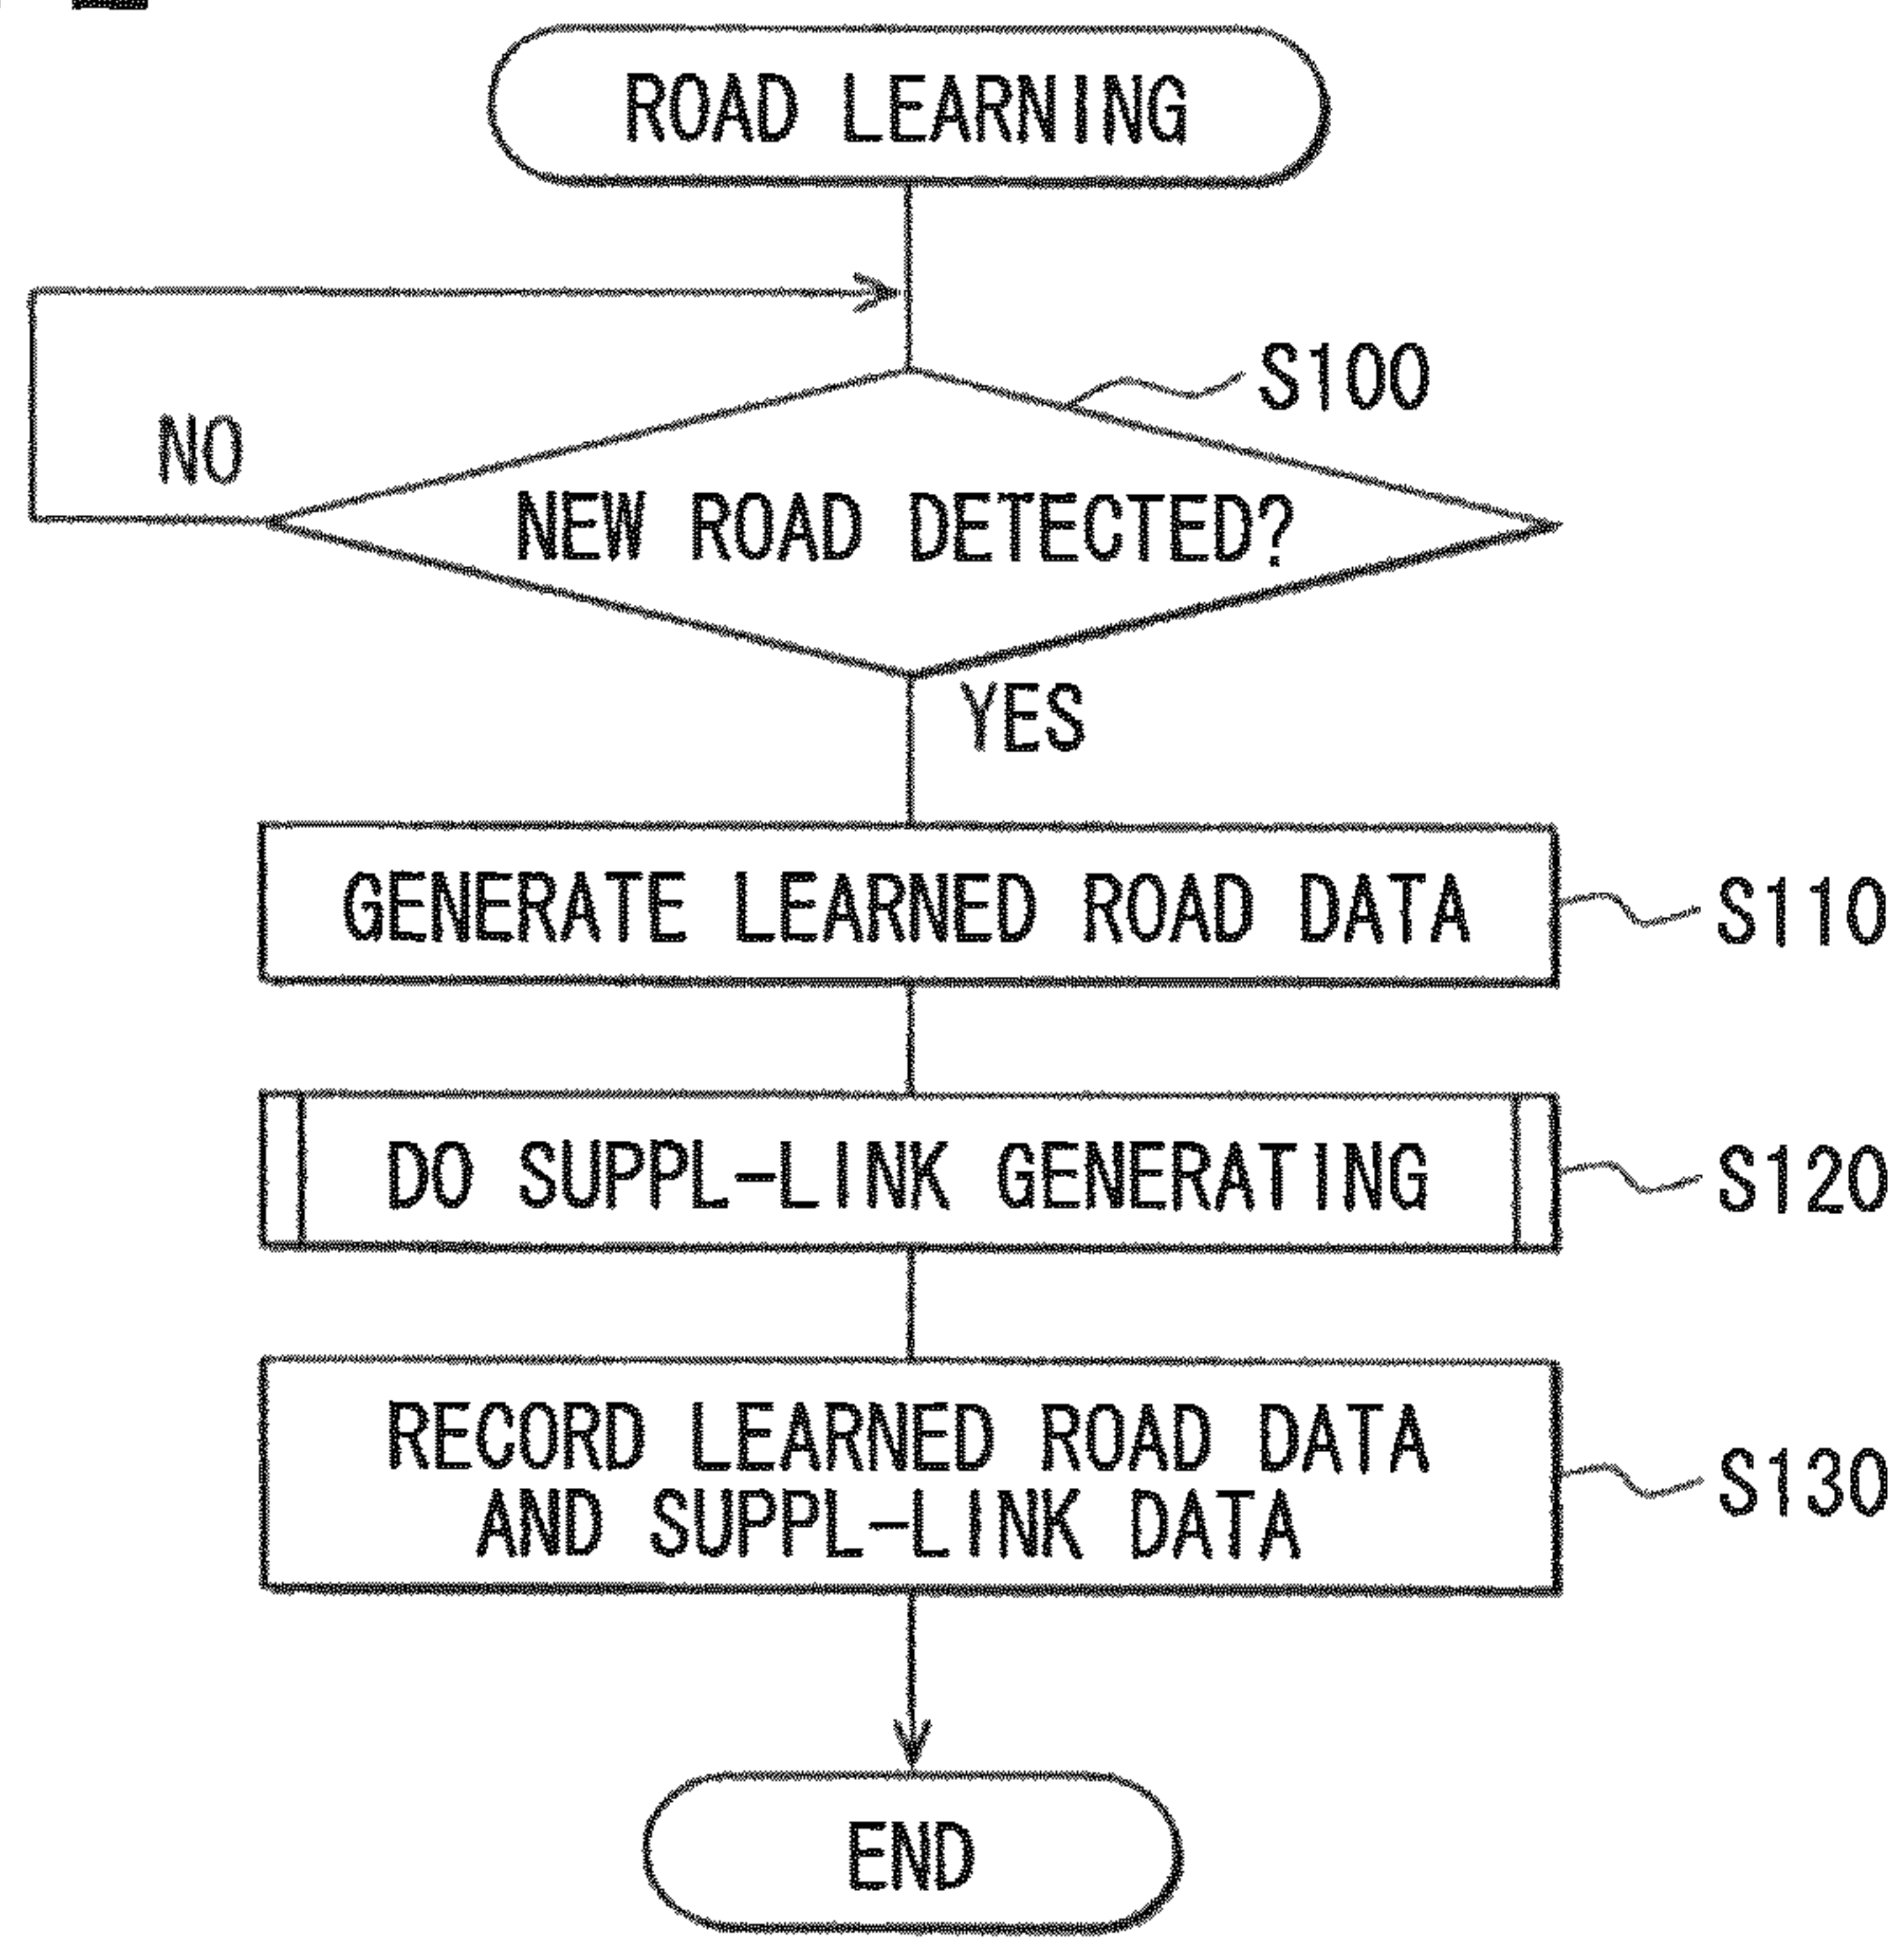 ROAD LEARNING
S100
NO
NEW ROAD DETECTED?
YES
GENERATE LEARNED ROAD DATA
S110
DO SUPPL-LINK GENERATING
S120
RECORD LEARNED ROAD DATA
AND SUPPL-LINK DATA
S130
END